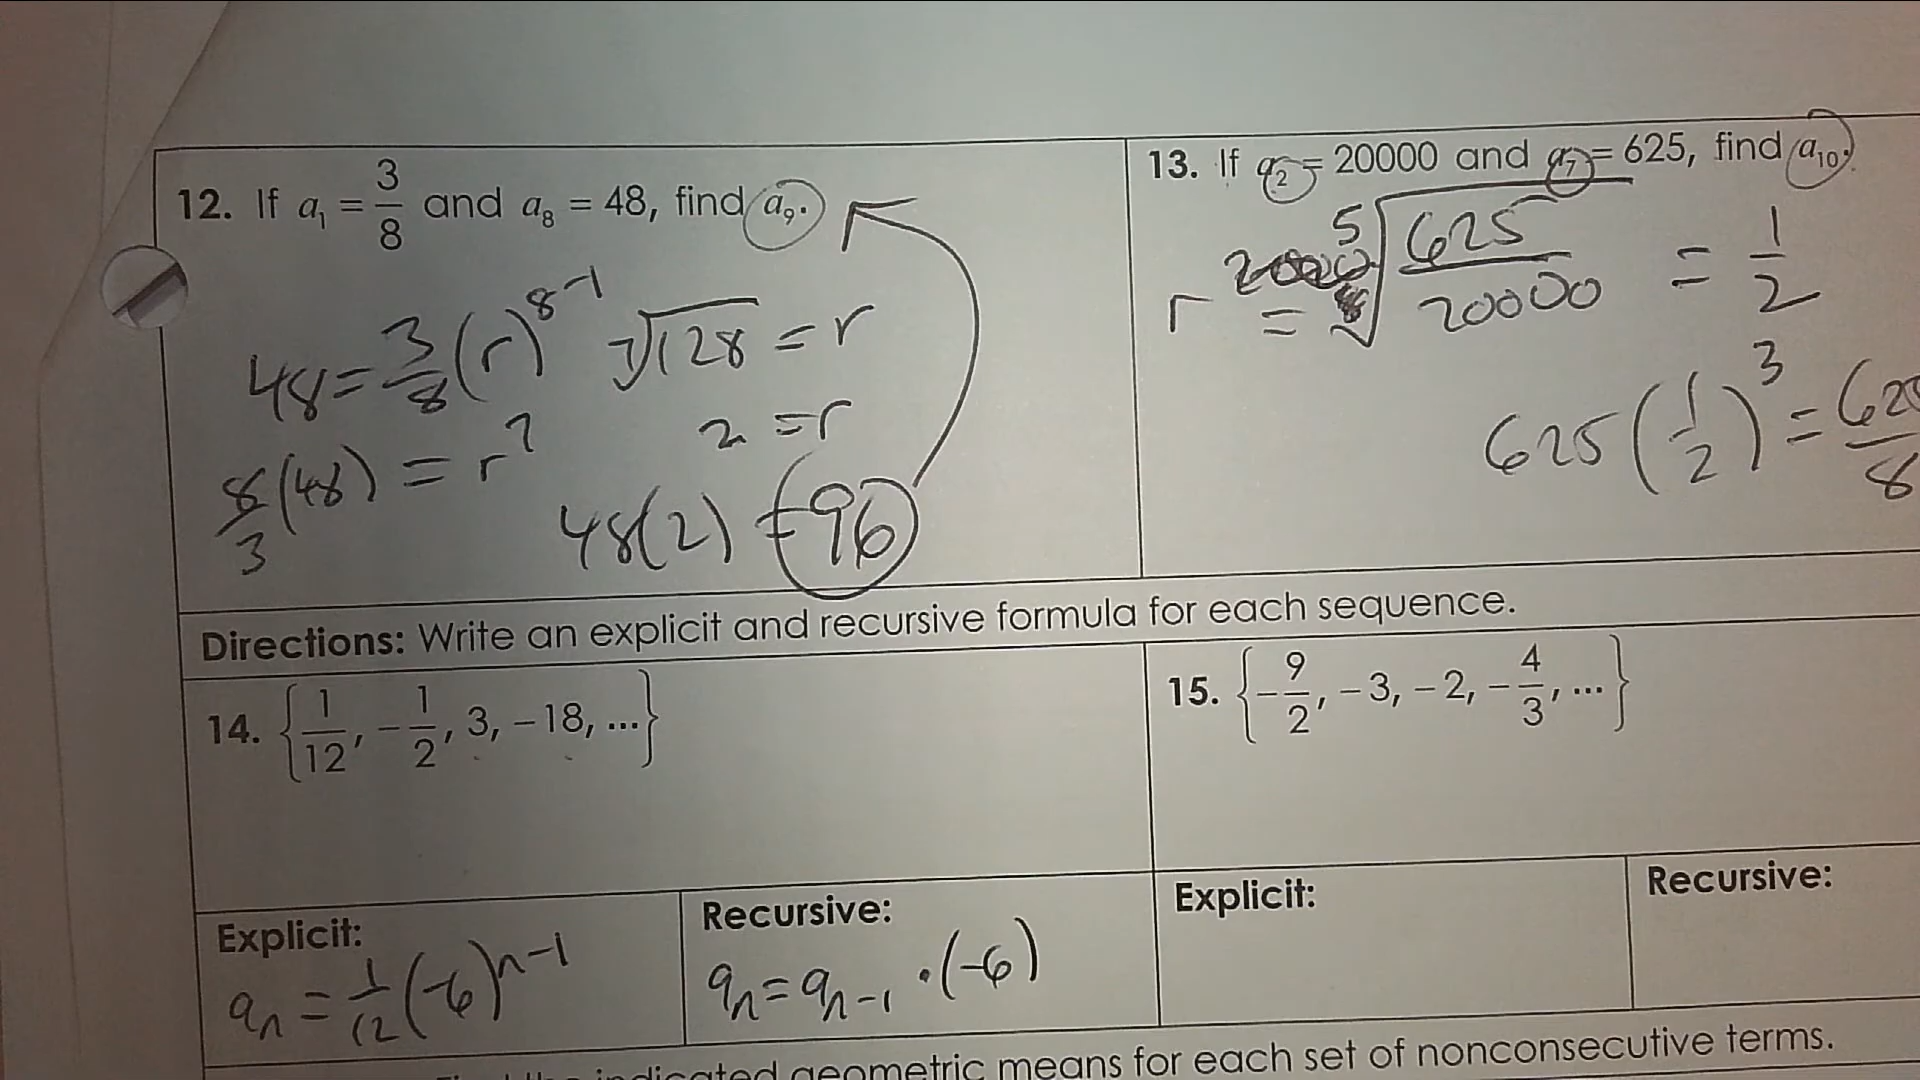 12. If a₁ = 3/8 and a₈ = 48, find a₉.
48 = 3/8 (r)⁸⁻¹
8/3 (48) = r⁷
⁷√128 = r
2 = r
48(2) = 96
13. If a₂ = 20000 and a₇ = 625, find a₁₀.
r = ⁵√(625/20000) = 1/2
625 (1/2)³ =
8
Directions: Write an explicit and recursive formula for each sequence.
14. {1/12, -1/2, 3, -18, ...}
Explicit:
aₙ = 1/12 (-6)ⁿ⁻¹
Recursive:
aₙ = aₙ₋₁ · (-6)
15. {-9/2, -3, -2, -4/3, ...}
Explicit:
Recursive:
indicated geometric means for each set of nonconsecutive terms.